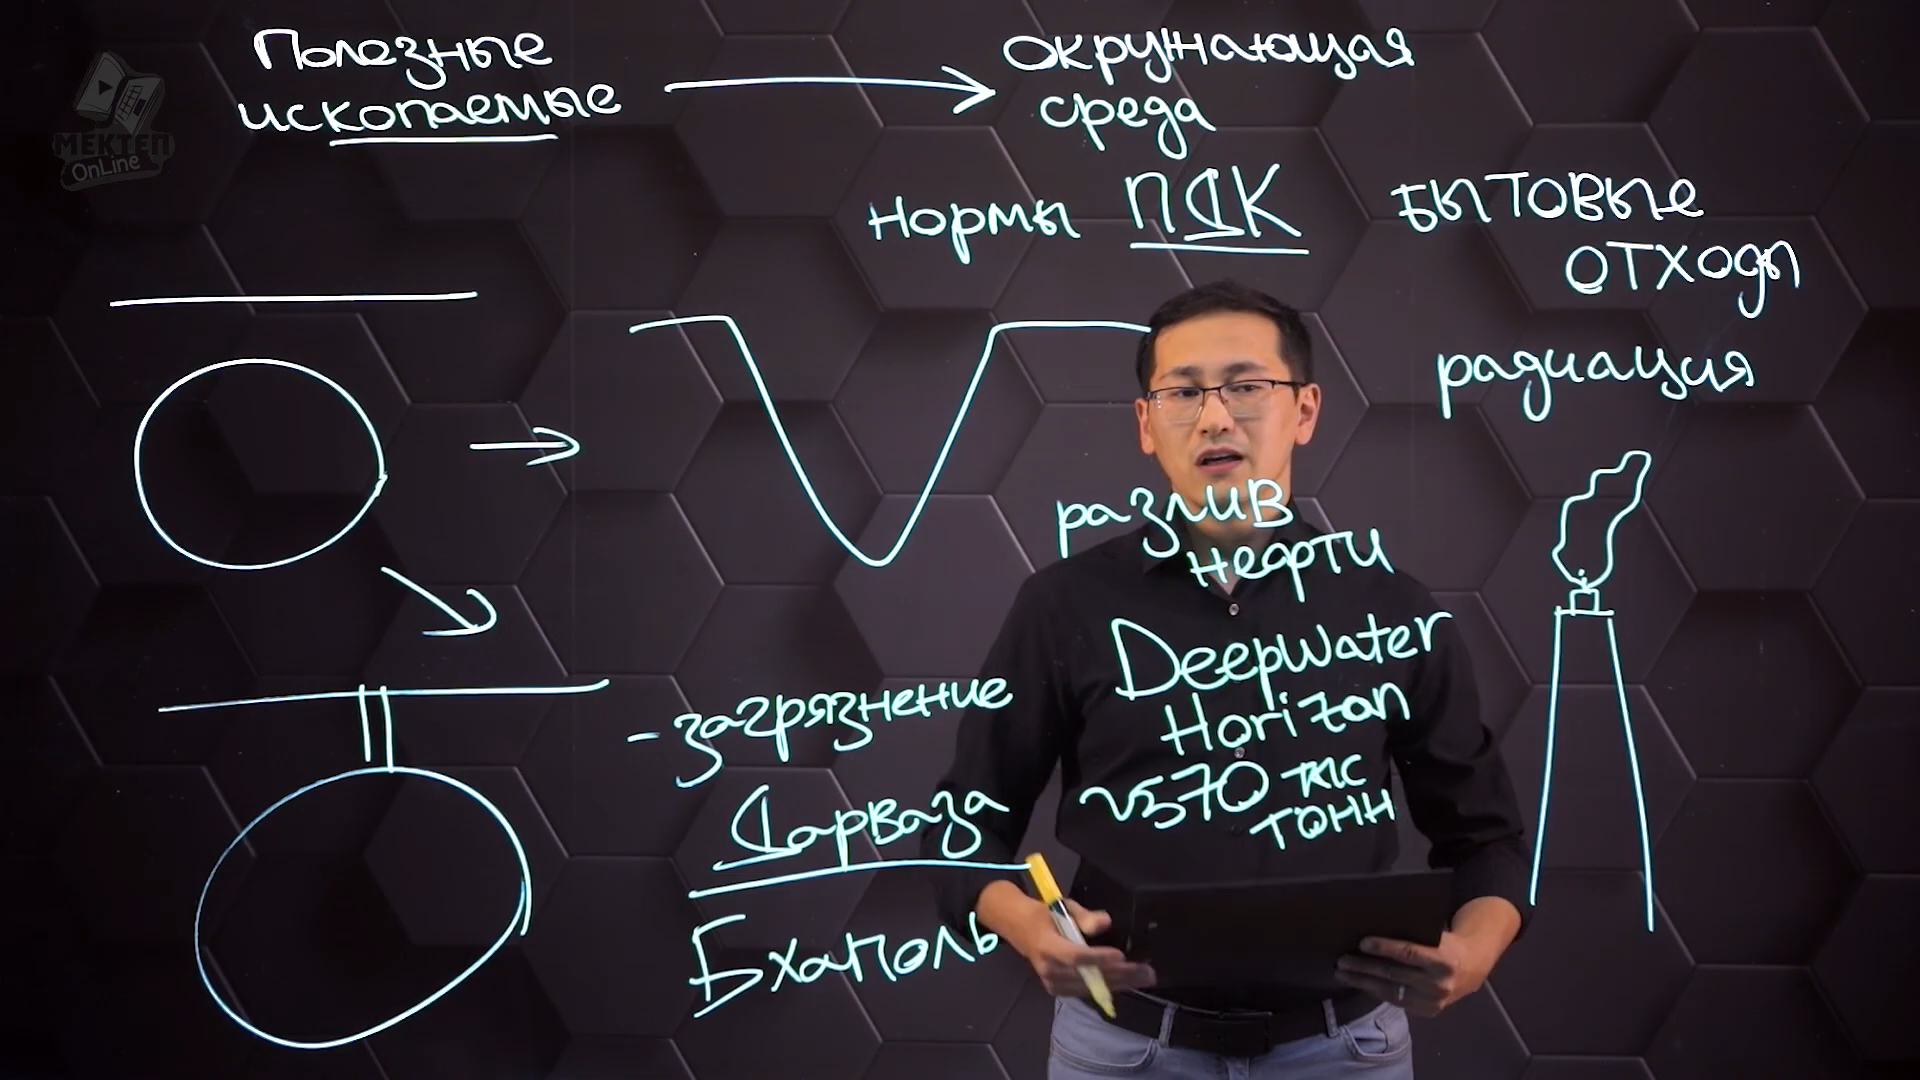 Полезные
ископаемые
окружающая
среда
нормы ПДК
бытовые
отходы
радиация
разлив
нефти
Deepwater
Horizon
~570 тыс
тонн
-загрязнение
Дарваза
Бхаполь
МЕКТЕП
OnLine